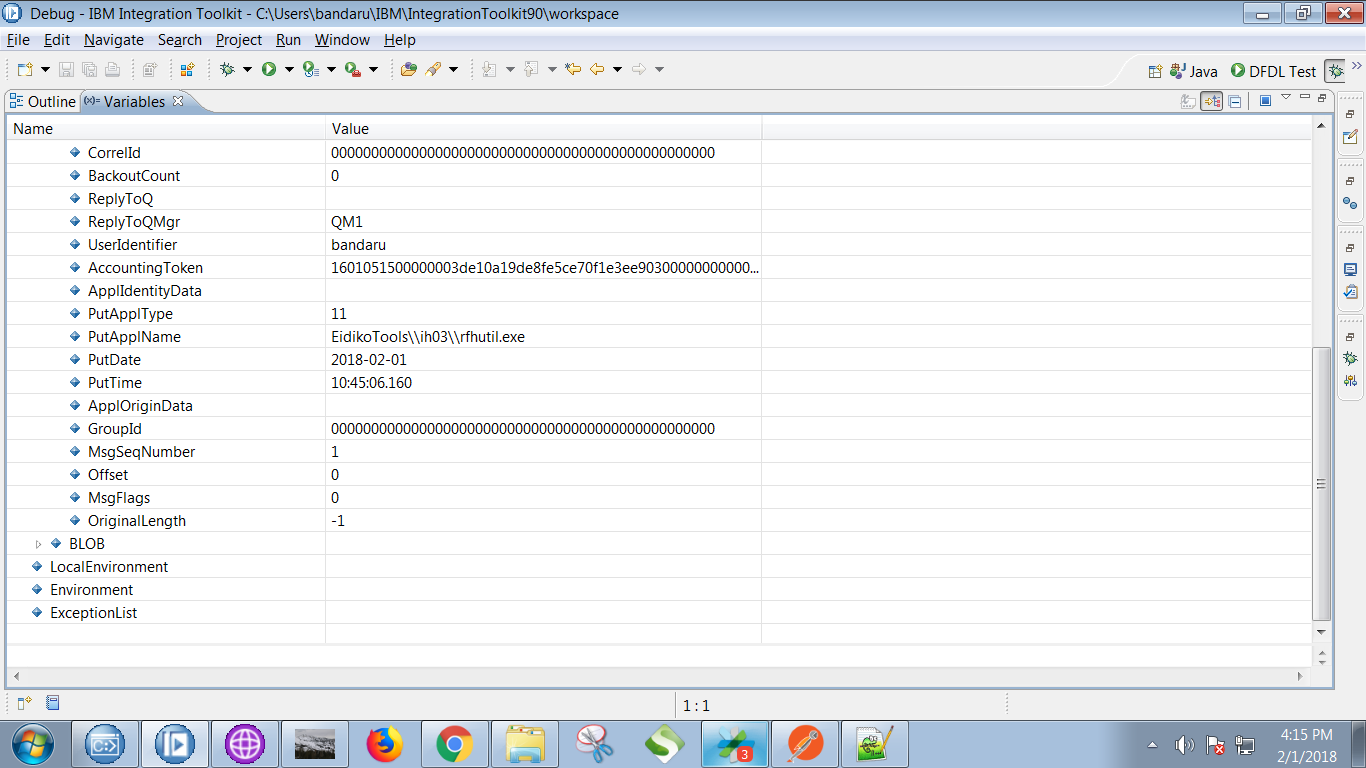 Debug - IBM Integration Toolkit - C:\Users\bandaru\IBM\IntegrationToolkit90\workspace
File Edit Navigate Search Project Run Window Help
Java DFDL Test
Outline Variables
Name Value
CorrelId 000000000000000000000000000000000000000000000000
BackoutCount 0
ReplyToQ
ReplyToQMgr QM1
UserIdentifier bandaru
AccountingToken 1601051500000003de10a19de8fe5ce70f1e3ee90300000000000...
ApplIdentityData
PutApplType 11
PutApplName EidikoTools\\ih03\\rfhutil.exe
PutDate 2018-02-01
PutTime 10:45:06.160
ApplOriginData
GroupId 000000000000000000000000000000000000000000000000
MsgSeqNumber 1
Offset 0
MsgFlags 0
OriginalLength -1
BLOB
LocalEnvironment
Environment
ExceptionList
1 : 1
3
4:15 PM
2/1/2018